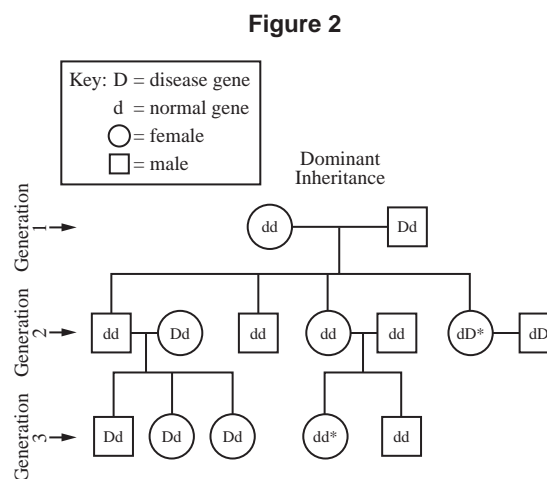 Figure 2
Key: D = disease gene
d = normal gene
= female
= male
Dominant
Inheritance
Generation
1
dd
Dd
Generation
2
dd
Dd
dd
dd
dd
dD*
dD
Generation
3
Dd
Dd
Dd
dd*
dd